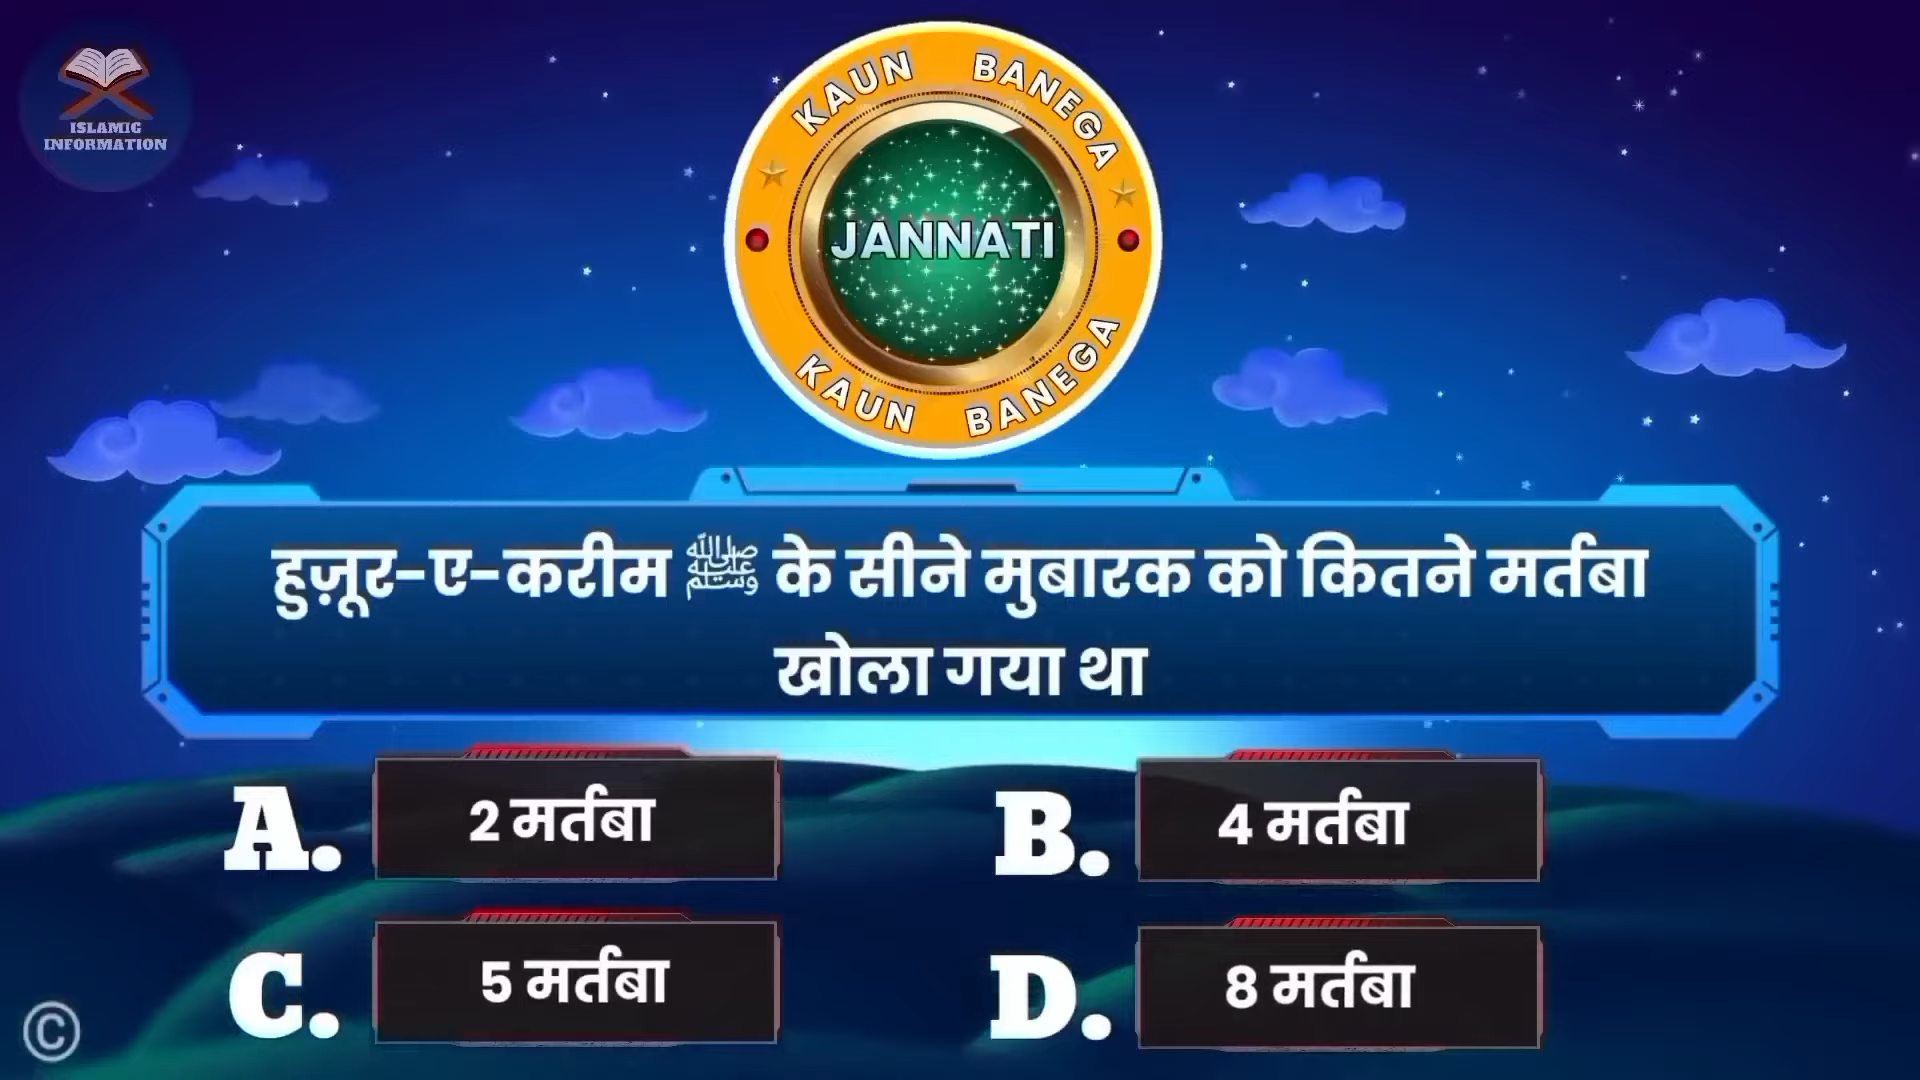 ISLAMIC
INFORMATION
KAUN BANEGA
JANNATI
KAUN BANEGA
हुज़ूर-ए-करीम ﷺ के सीने मुबारक को कितने मर्तबा
खोला गया था
A. 2 मर्तबा
B. 4 मर्तबा
C. 5 मर्तबा
D. 8 मर्तबा
©